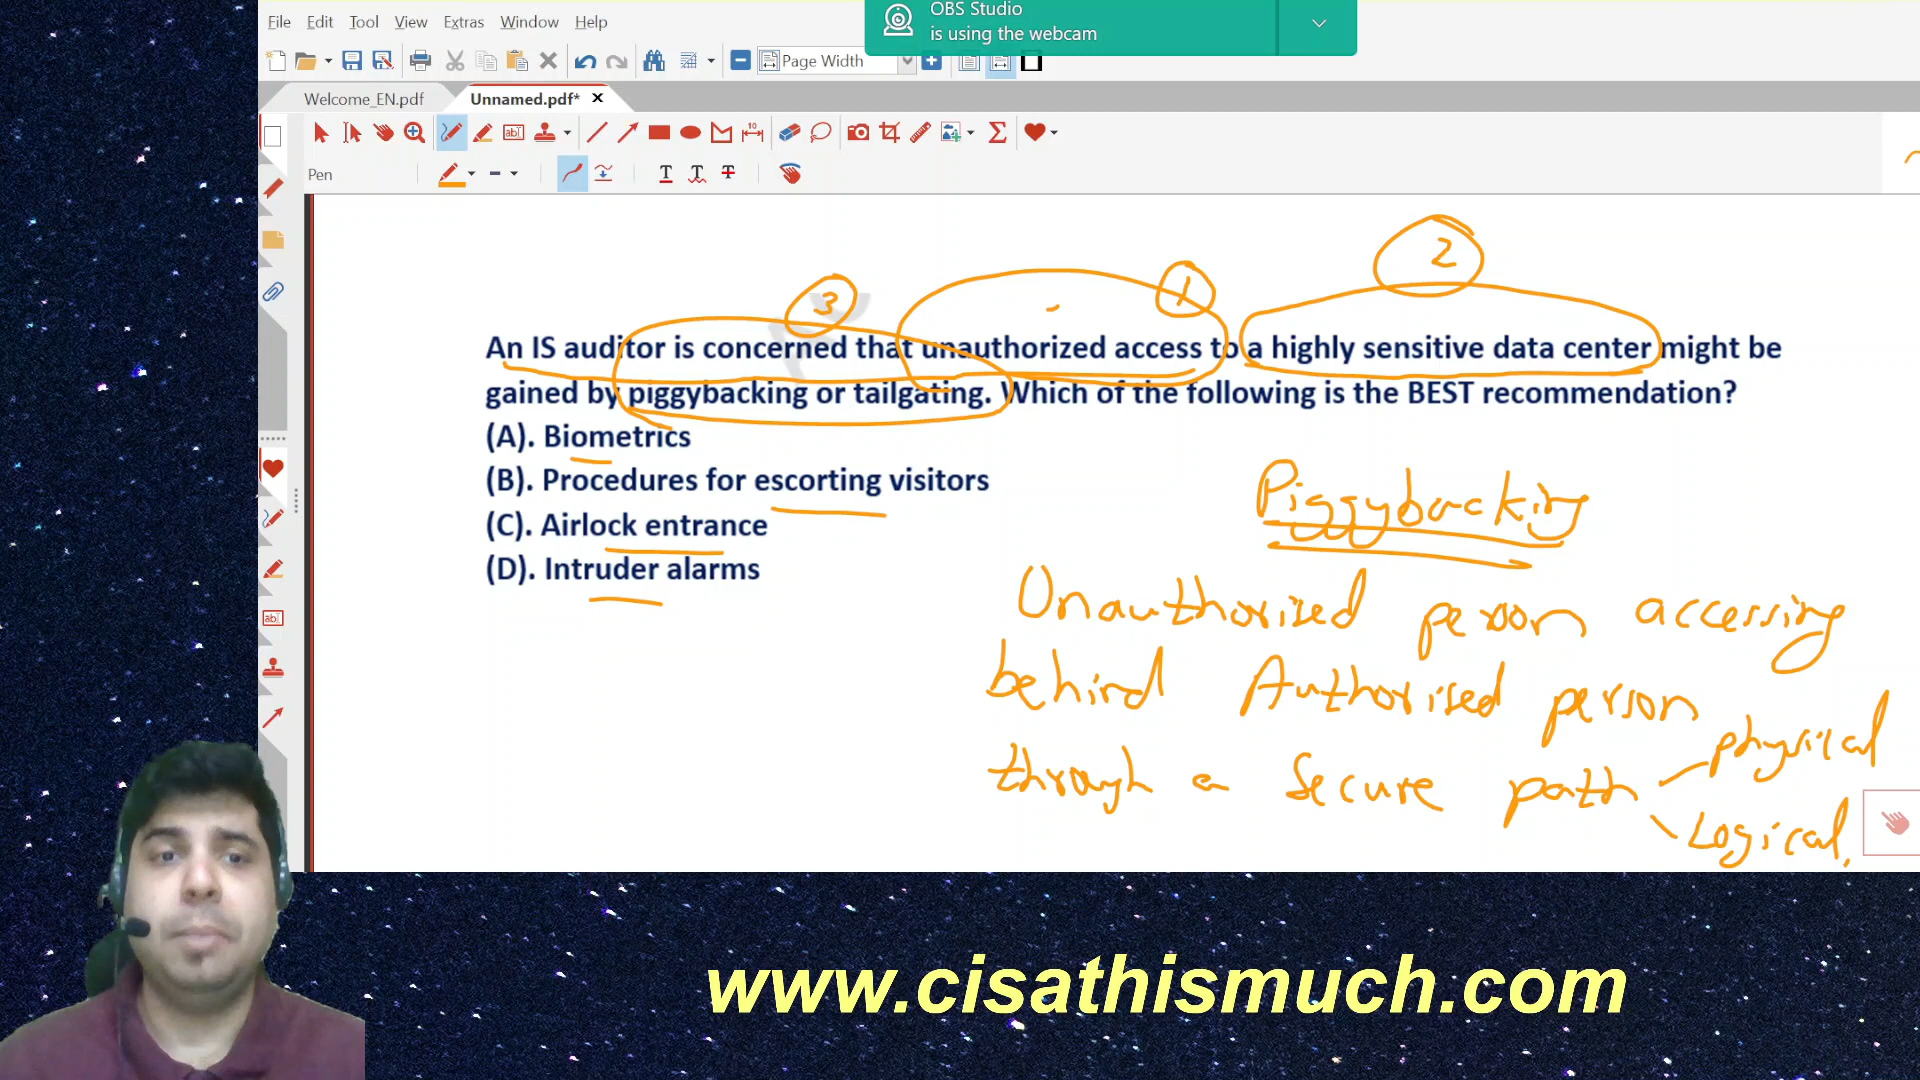 File Edit Tool View Extras Window Help
OBS Studio
is using the webcam
Page Width
Welcome_EN.pdf Unnamed.pdf*
Pen
2
3 1
An IS auditor is concerned that unauthorized access to a highly sensitive data center might be
gained by piggybacking or tailgating. Which of the following is the BEST recommendation?
(A). Biometrics
(B). Procedures for escorting visitors
(C). Airlock entrance
(D). Intruder alarms
Piggybacking
Unauthorised person accessing
behind Authorised person
through a secure path physical
Logical,
www.cisathismuch.com